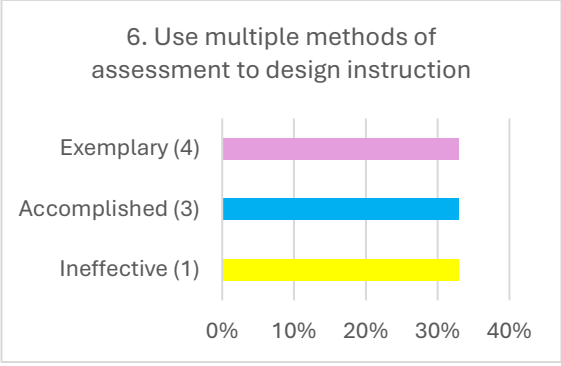 6. Use multiple methods of
assessment to design instruction
Exemplary (4)
Accomplished (3)
Ineffective (1)
0% 10% 20% 30% 40%